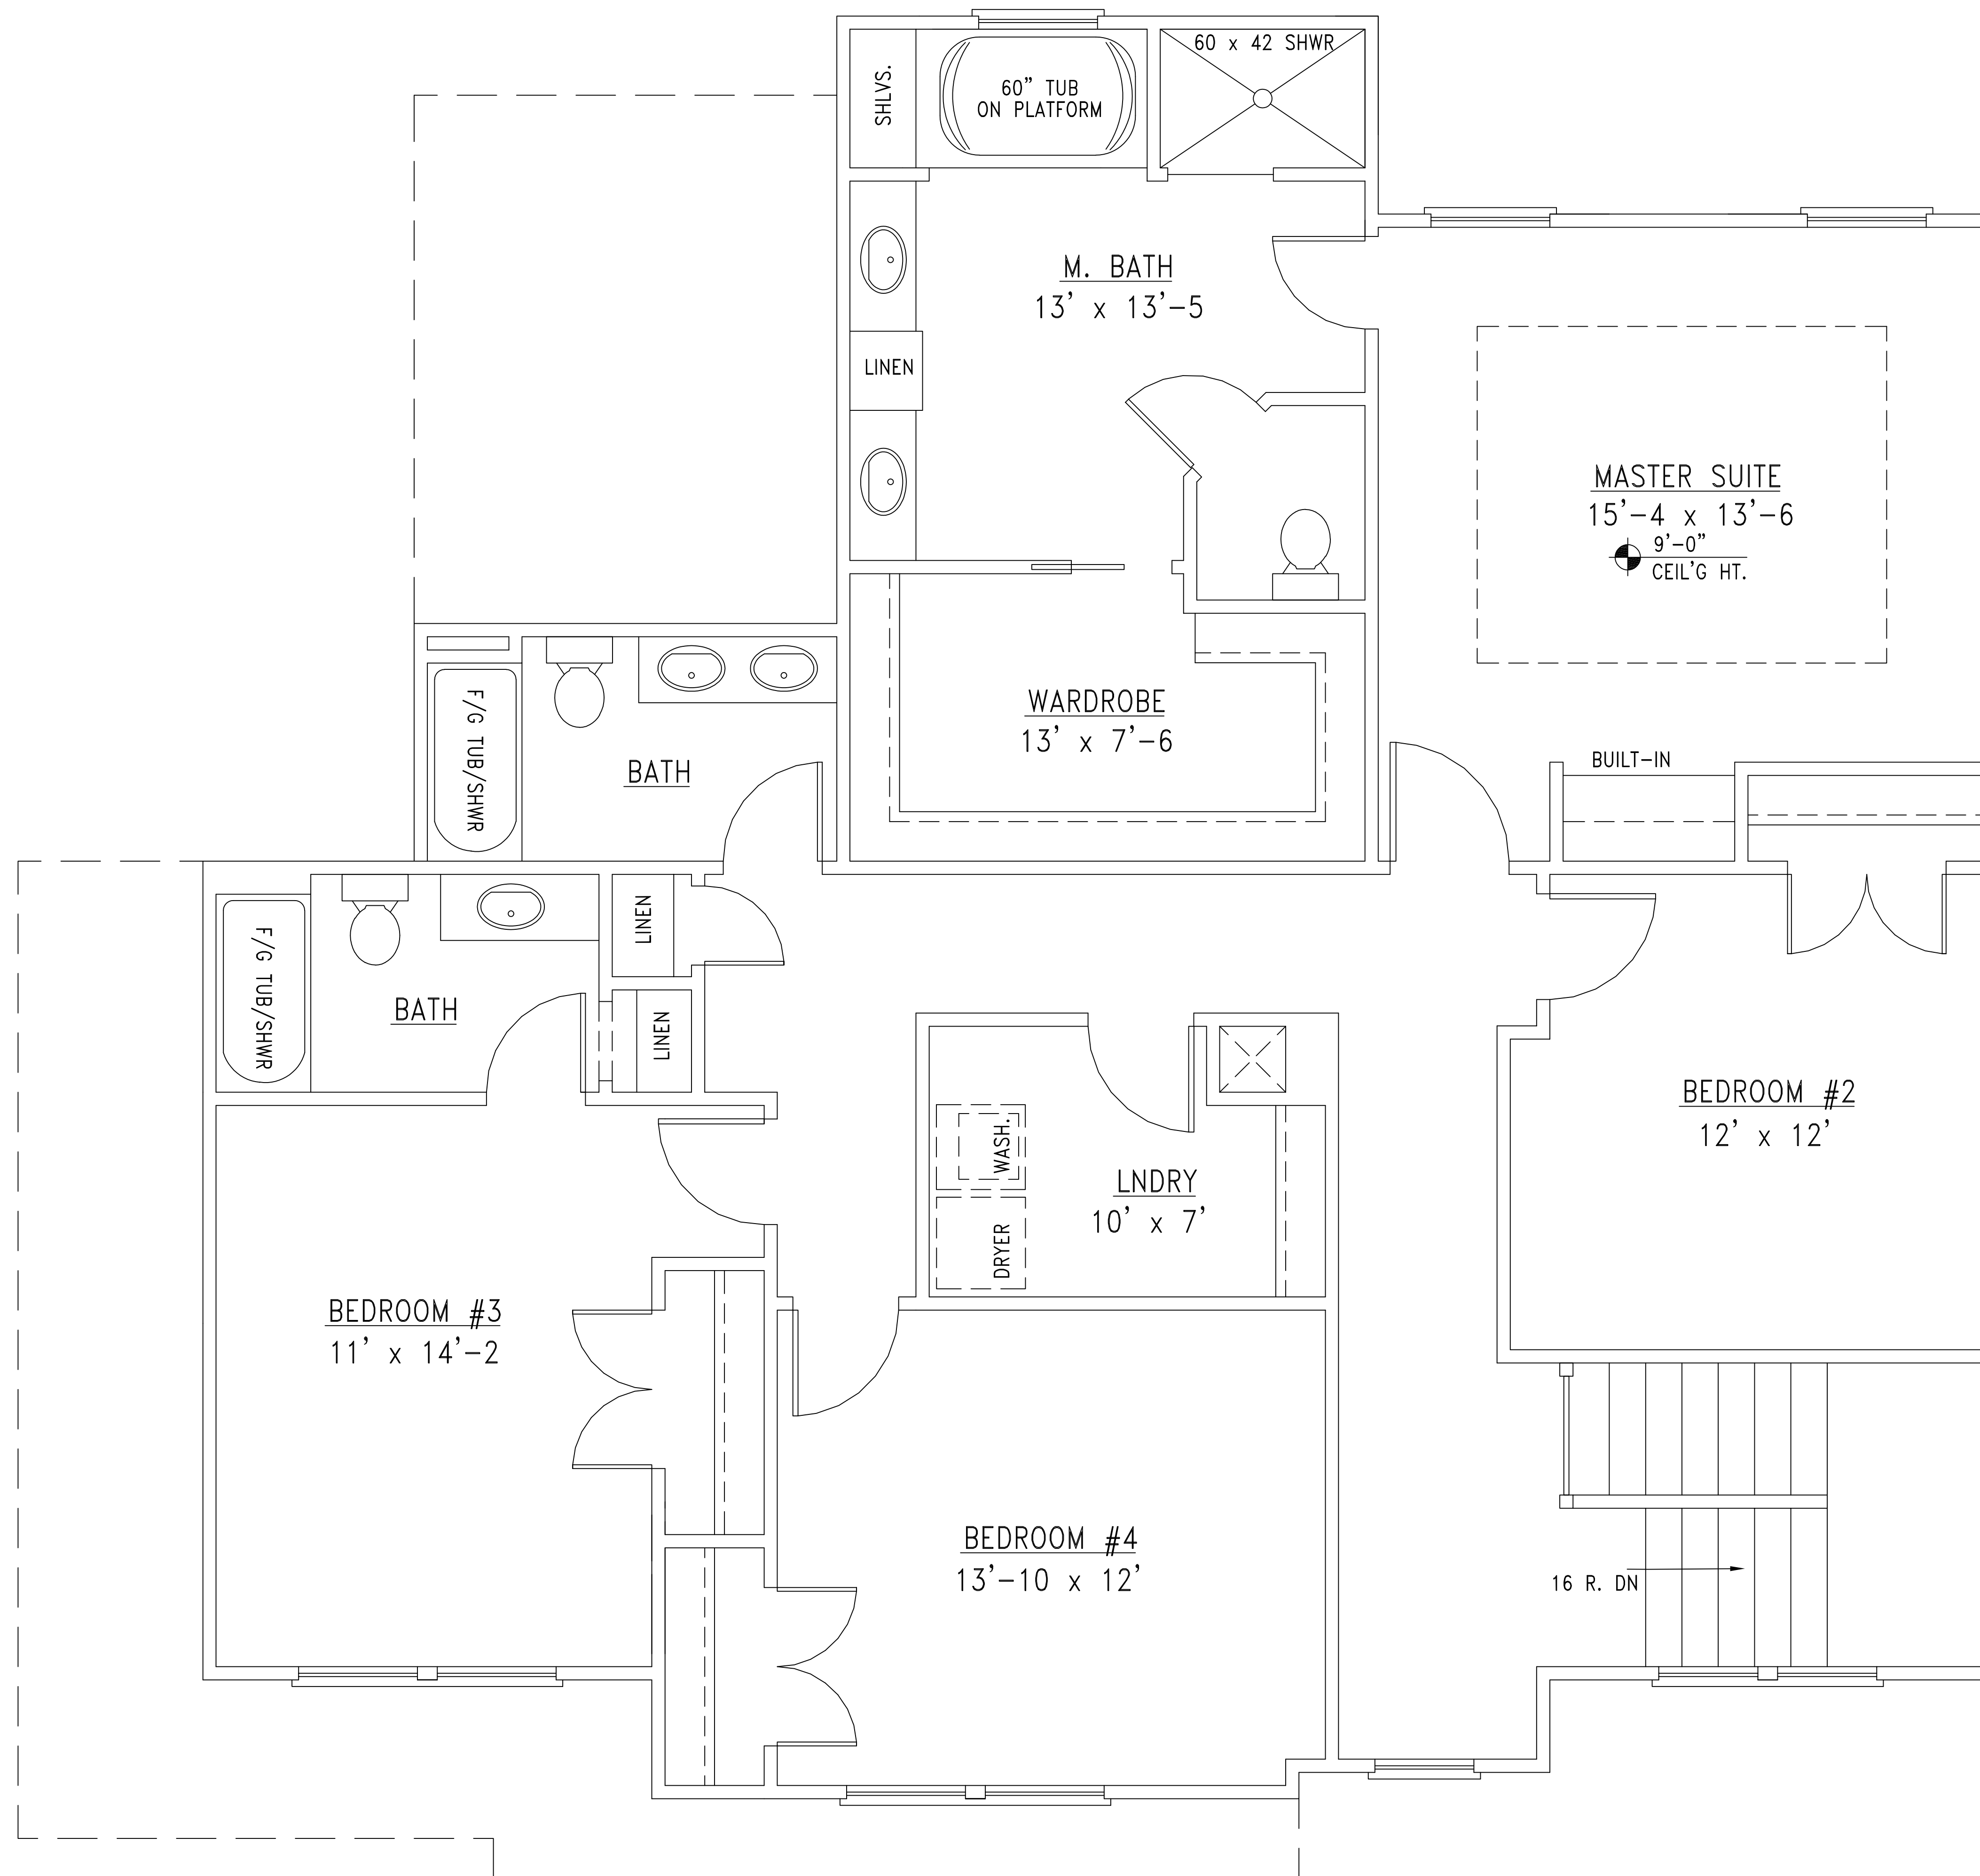 60 x 42 SHWR
SHLVS.
60" TUB
ON PLATFORM
M. BATH
13' x 13'-5
LINEN
MASTER SUITE
15'-4 x 13'-6
9'-0"
CEIL'G HT.
F/G TUB/SHWR
WARDROBE
13' x 7'-6
BATH
BUILT-IN
LINEN
F/G TUB/SHWR
BATH
LINEN
BEDROOM #2
12' x 12'
WASH.
LNDRY
10' x 7'
DRYER
BEDROOM #3
11' x 14'-2
BEDROOM #4
13'-10 x 12'
16 R. DN